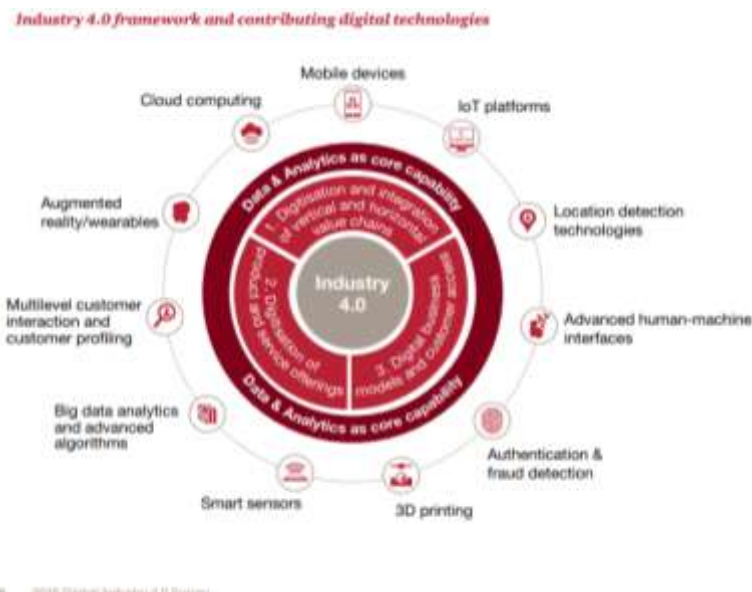 Industry 4.0 framework and contributing digital technologies
Mobile devices
Cloud computing
IoT platforms
Augmented
reality/wearables
Location detection
technologies
Multilevel customer
interaction and
customer profiling
Advanced human-machine
interfaces
Big data analytics
and advanced
algorithms
Authentication &
fraud detection
Smart sensors
3D printing
Data & Analytics as core capability
1. Digitisation and integration
of vertical and horizontal
value chains
2. Digitisation of
product and service offerings
3. Digital business
models and customer access
Industry
4.0
Data & Analytics as core capability